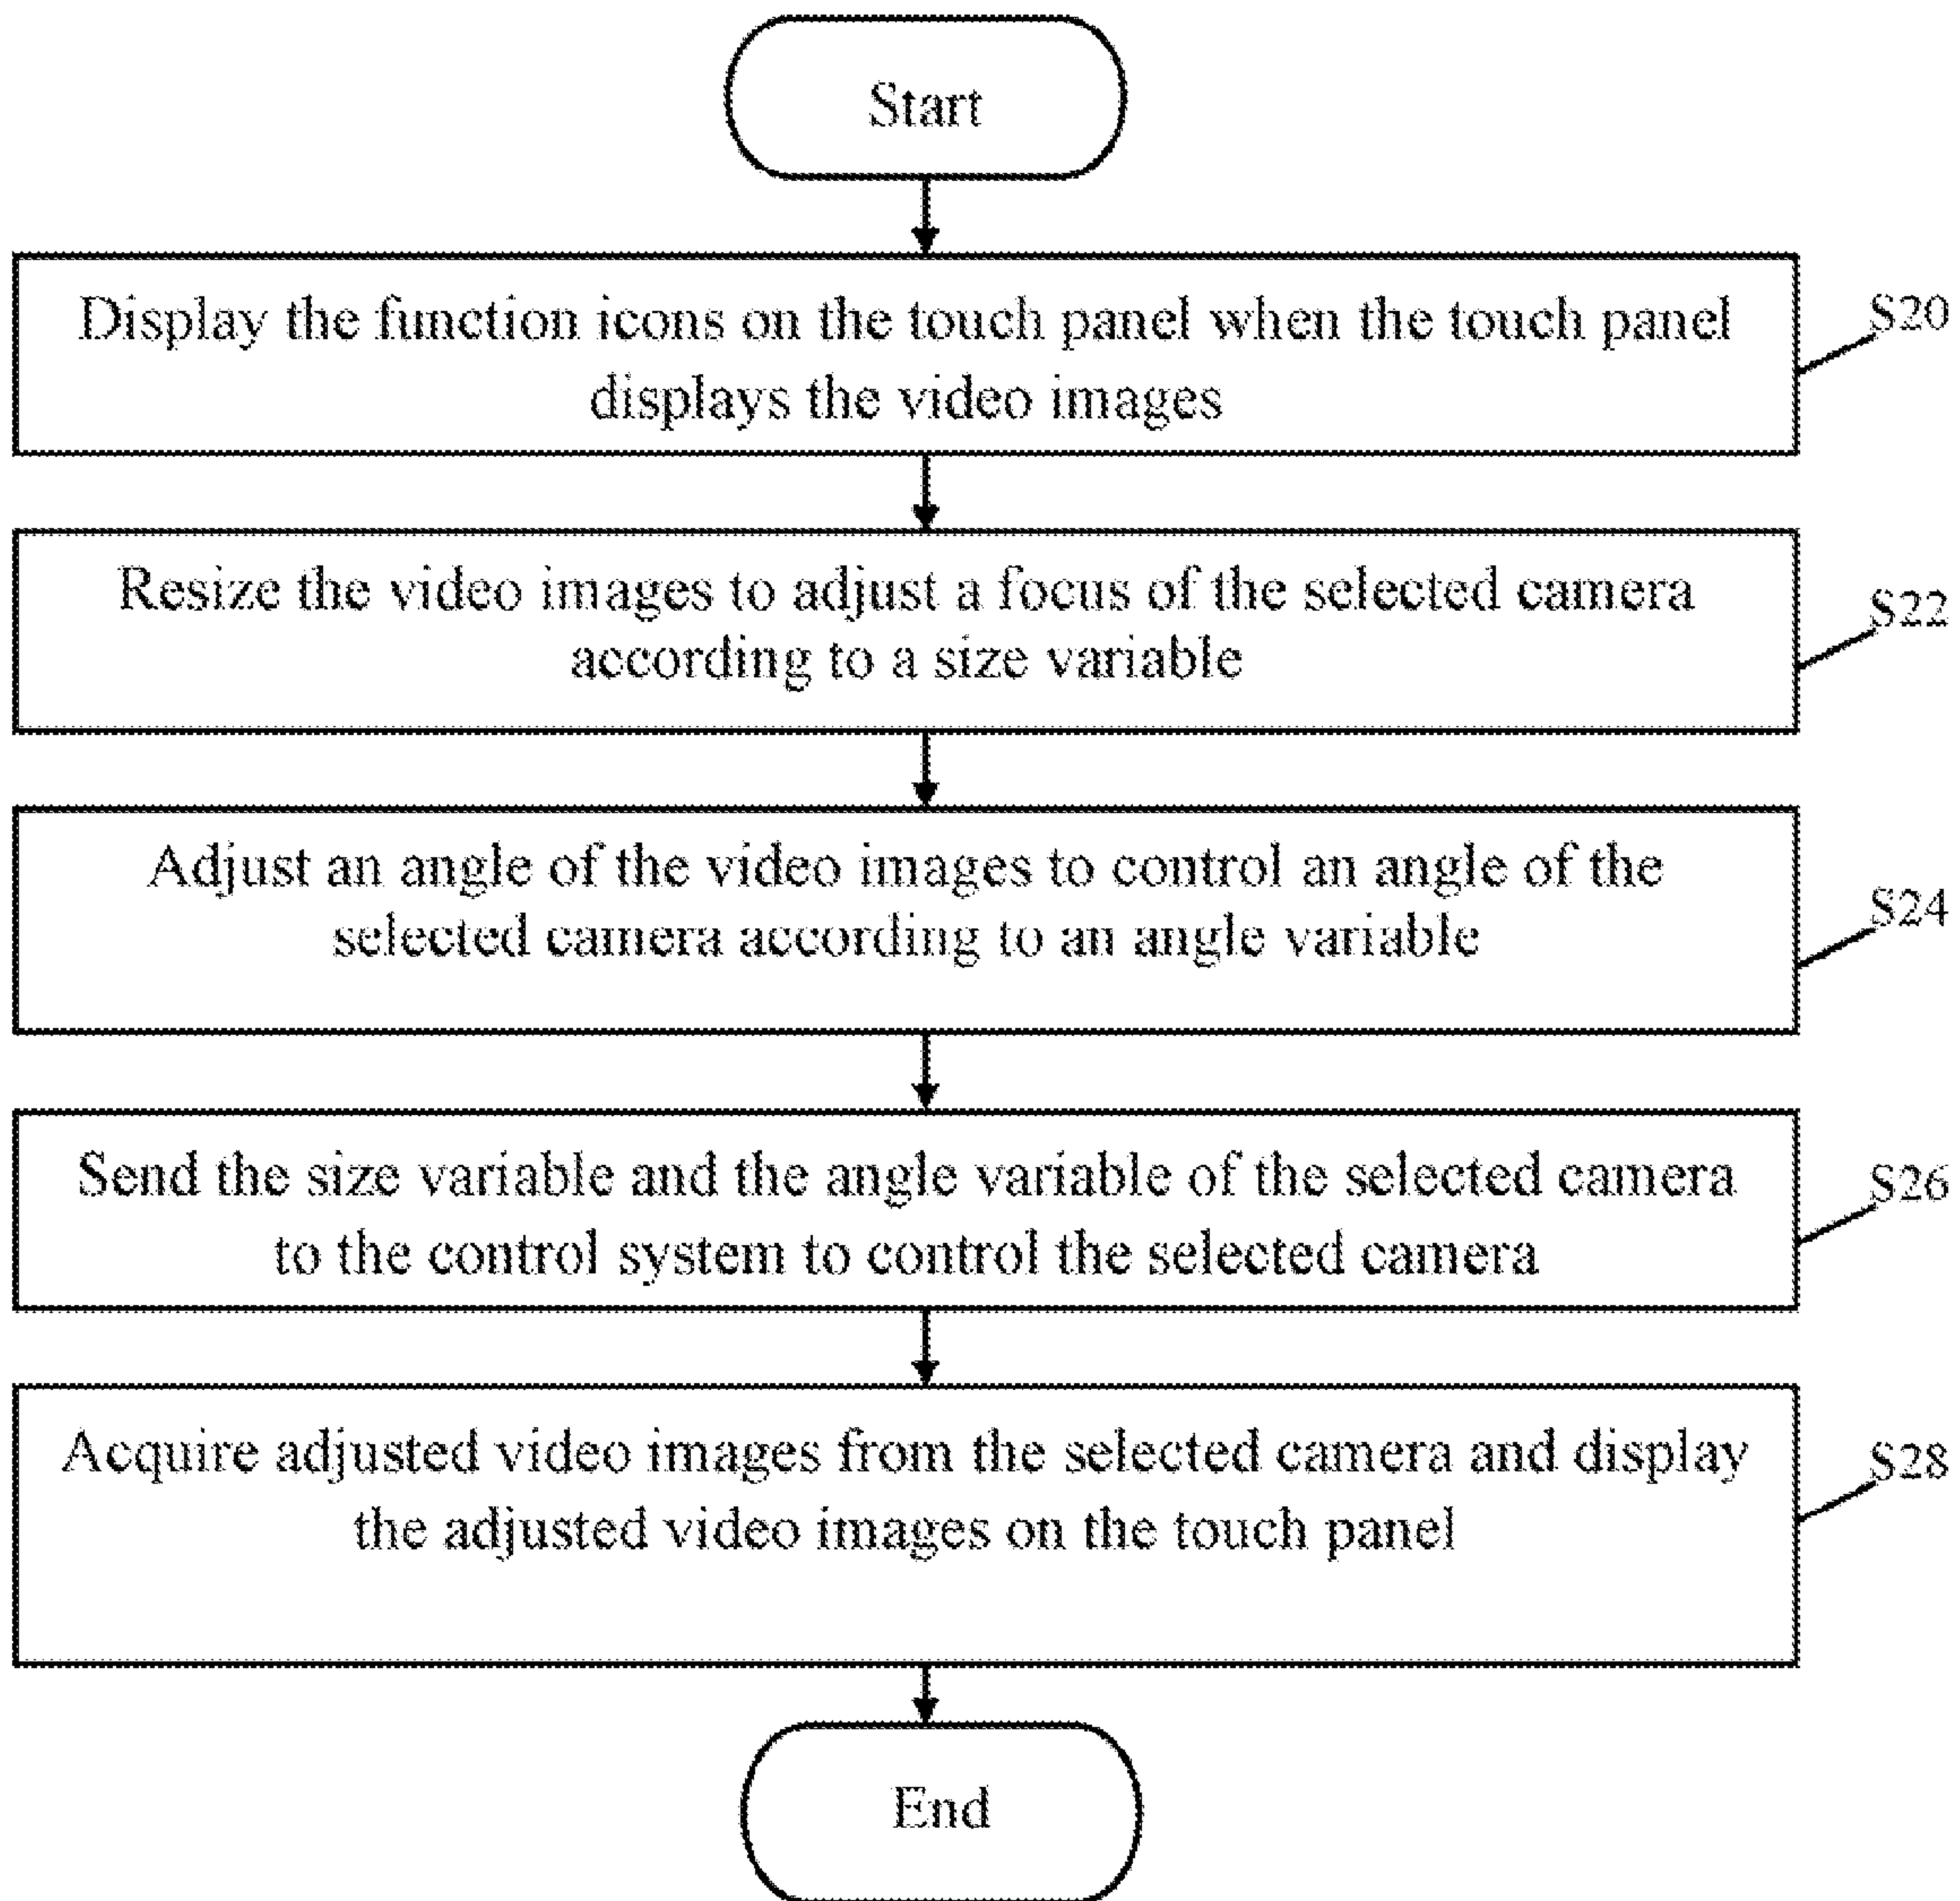 Start
Display the function icons on the touch panel when the touch panel
displays the video images
S20
Resize the video images to adjust a focus of the selected camera
according to a size variable
S22
Adjust an angle of the video images to control an angle of the
selected camera according to an angle variable
S24
Send the size variable and the angle variable of the selected camera
to the control system to control the selected camera
S26
Acquire adjusted video images from the selected camera and display
the adjusted video images on the touch panel
S28
End